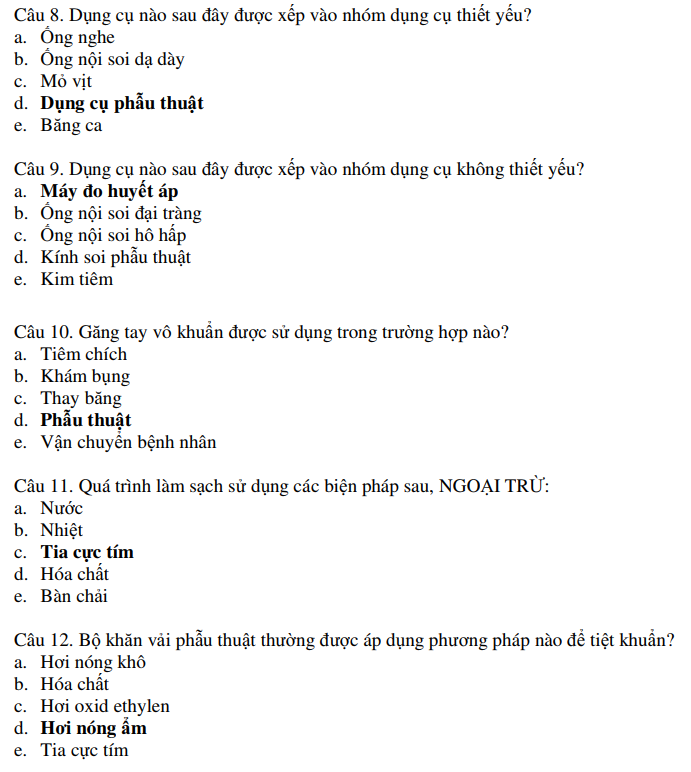 Câu 8. Dụng cụ nào sau đây được xếp vào nhóm dụng cụ thiết yếu?
a. Ống nghe
b. Ống nội soi dạ dày
c. Mỏ vịt
d. Dụng cụ phẫu thuật
e. Băng ca
Câu 9. Dụng cụ nào sau đây được xếp vào nhóm dụng cụ không thiết yếu?
a. Máy đo huyết áp
b. Ống nội soi đại tràng
c. Ống nội soi hô hấp
d. Kính soi phẫu thuật
e. Kim tiêm
Câu 10. Găng tay vô khuẩn được sử dụng trong trường hợp nào?
a. Tiêm chích
b. Khám bụng
c. Thay băng
d. Phẫu thuật
e. Vận chuyển bệnh nhân
Câu 11. Quá trình làm sạch sử dụng các biện pháp sau, NGOẠI TRỪ:
a. Nước
b. Nhiệt
c. Tia cực tím
d. Hóa chất
e. Bàn chải
Câu 12. Bộ khăn vải phẫu thuật thường được áp dụng phương pháp nào để tiệt khuẩn?
a. Hơi nóng khô
b. Hóa chất
c. Hơi oxid ethylen
d. Hơi nóng ẩm
e. Tia cực tím